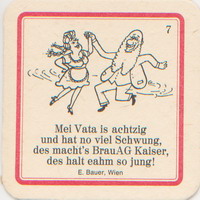 7
Mei Vata is achtzig
und hat no viel Schwung,
des macht's BrauAG Kaiser,
des halt eahm so jung!
E. Bauer, Wien